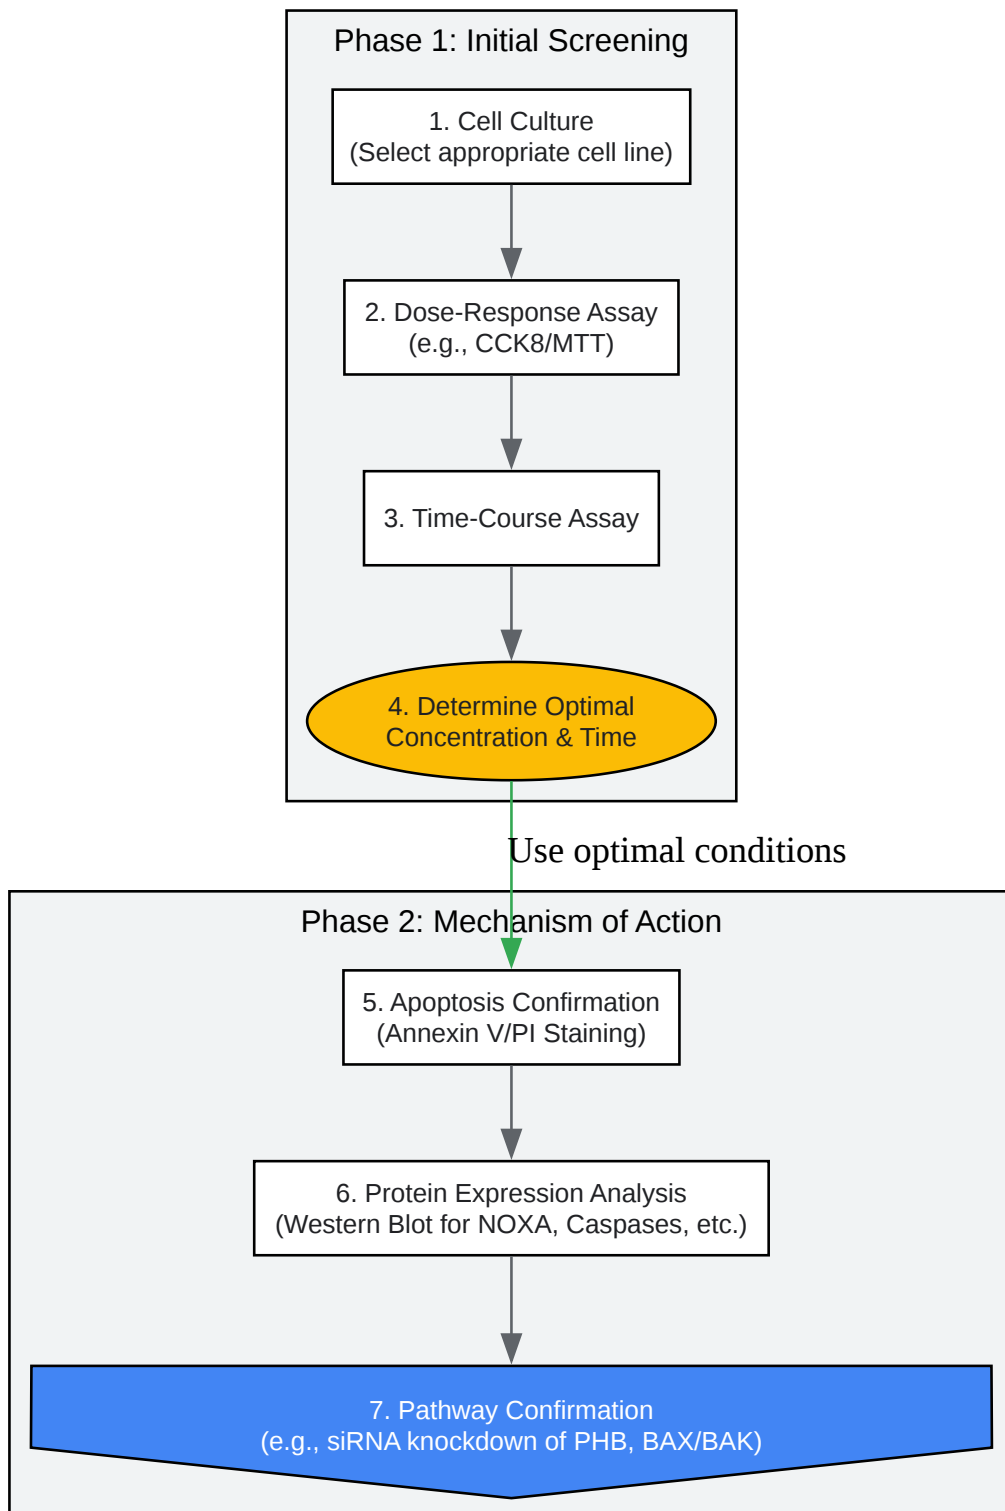 Phase 1: Initial Screening
1. Cell Culture
(Select appropriate cell line)
2. Dose-Response Assay
(e.g., CCK8/MTT)
3. Time-Course Assay
4. Determine Optimal
Concentration & Time
Use optimal conditions
Phase 2: Mechanism of Action
5. Apoptosis Confirmation
(Annexin V/PI Staining)
6. Protein Expression Analysis
(Western Blot for NOXA, Caspases, etc.)
7. Pathway Confirmation
(e.g., siRNA knockdown of PHB, BAX/BAK)